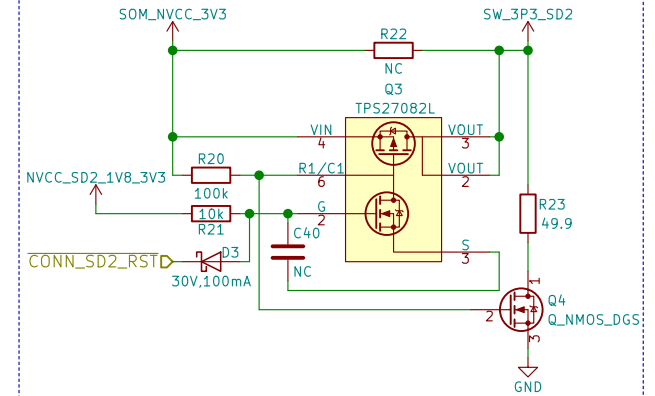 SOM_NVCC_3V3
SW_3P3_SD2
R22
NC
Q3
TPS27082L
VIN
4
VOUT
3
R20
100k
R1/C1
6
VOUT
2
NVCC_SD2_1V8_3V3
10k
R21
G
2
R23
49.9
C40
NC
S
3
CONN_SD2_RST
D3
30V,100mA
1
2
Q4
Q_NMOS_DGS
3
GND